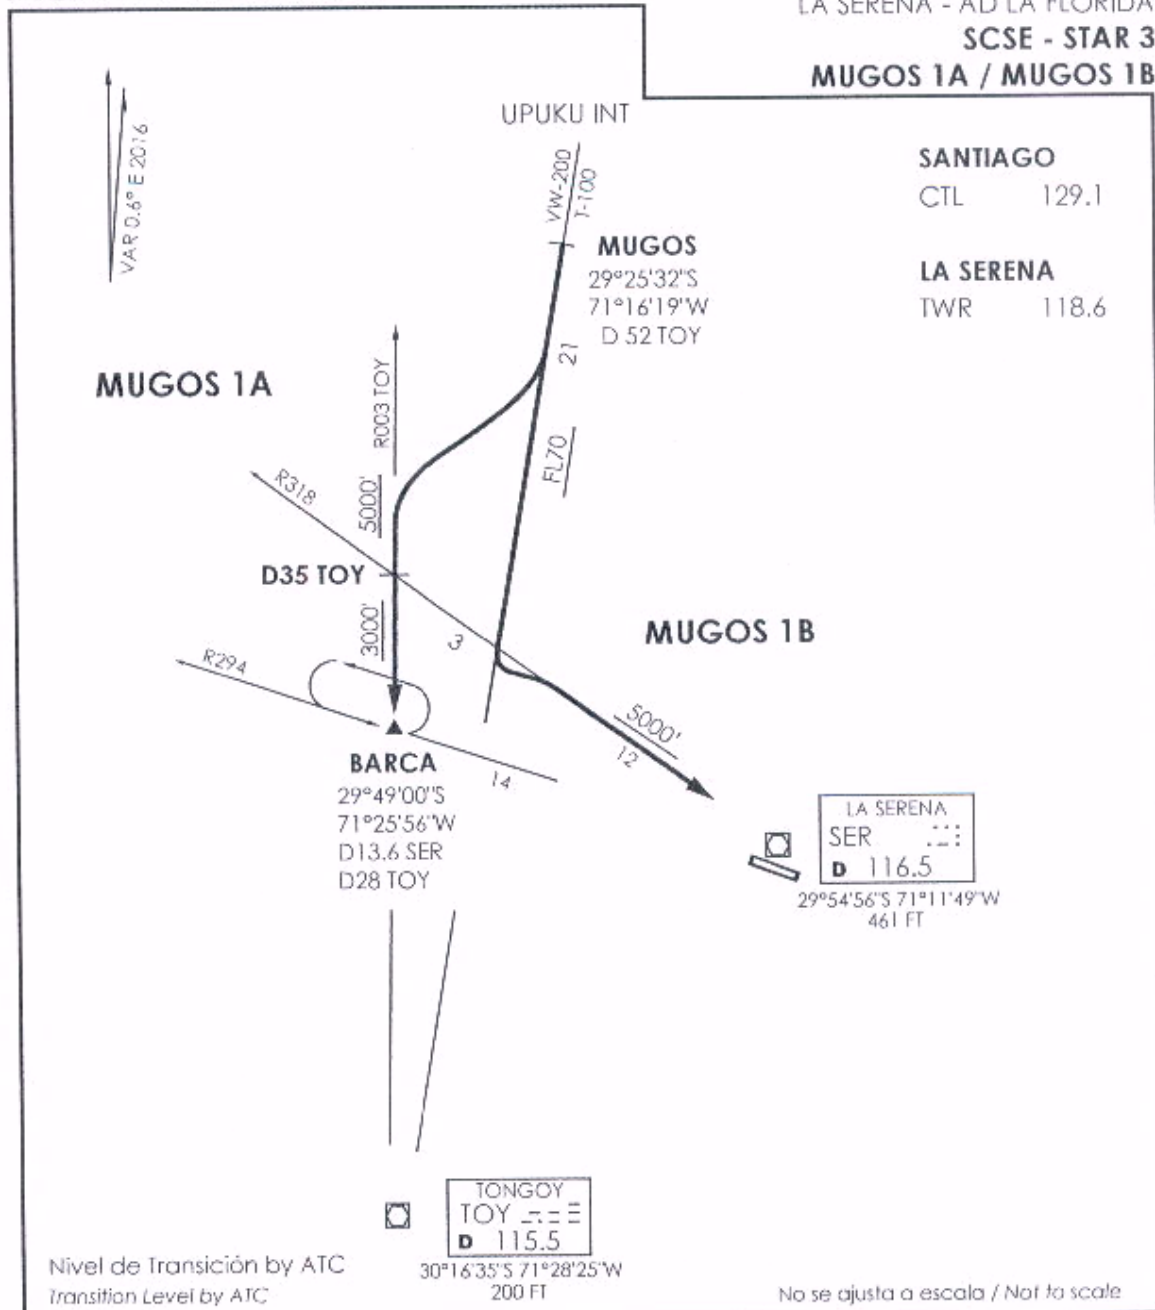 LA SERENA - AD LA FLORIDA
SCSE - STAR 3
MUGOS 1A / MUGOS 1B
UPUKU INT
VAR 0.6° E 2016
VW-200
T-100
SANTIAGO
CTL 129.1
LA SERENA
TWR 118.6
MUGOS
29°25'32"S
71°16'19"W
D 52 TOY
21
MUGOS 1A
R003 TOY
FL70
R318
5000'
D35 TOY
3000'
3
MUGOS 1B
R294
5000'
12
BARCA
29°49'00"S
71°25'56"W
D13.6 SER
D28 TOY
14
LA SERENA
SER
D 116.5
29°54'56"S 71°11'49"W
461 FT
TONGOY
TOY
D 115.5
30°16'35"S 71°28'25"W
200 FT
Nivel de Transición by ATC
Transition Level by ATC
No se ajusta a escala / Not to scale